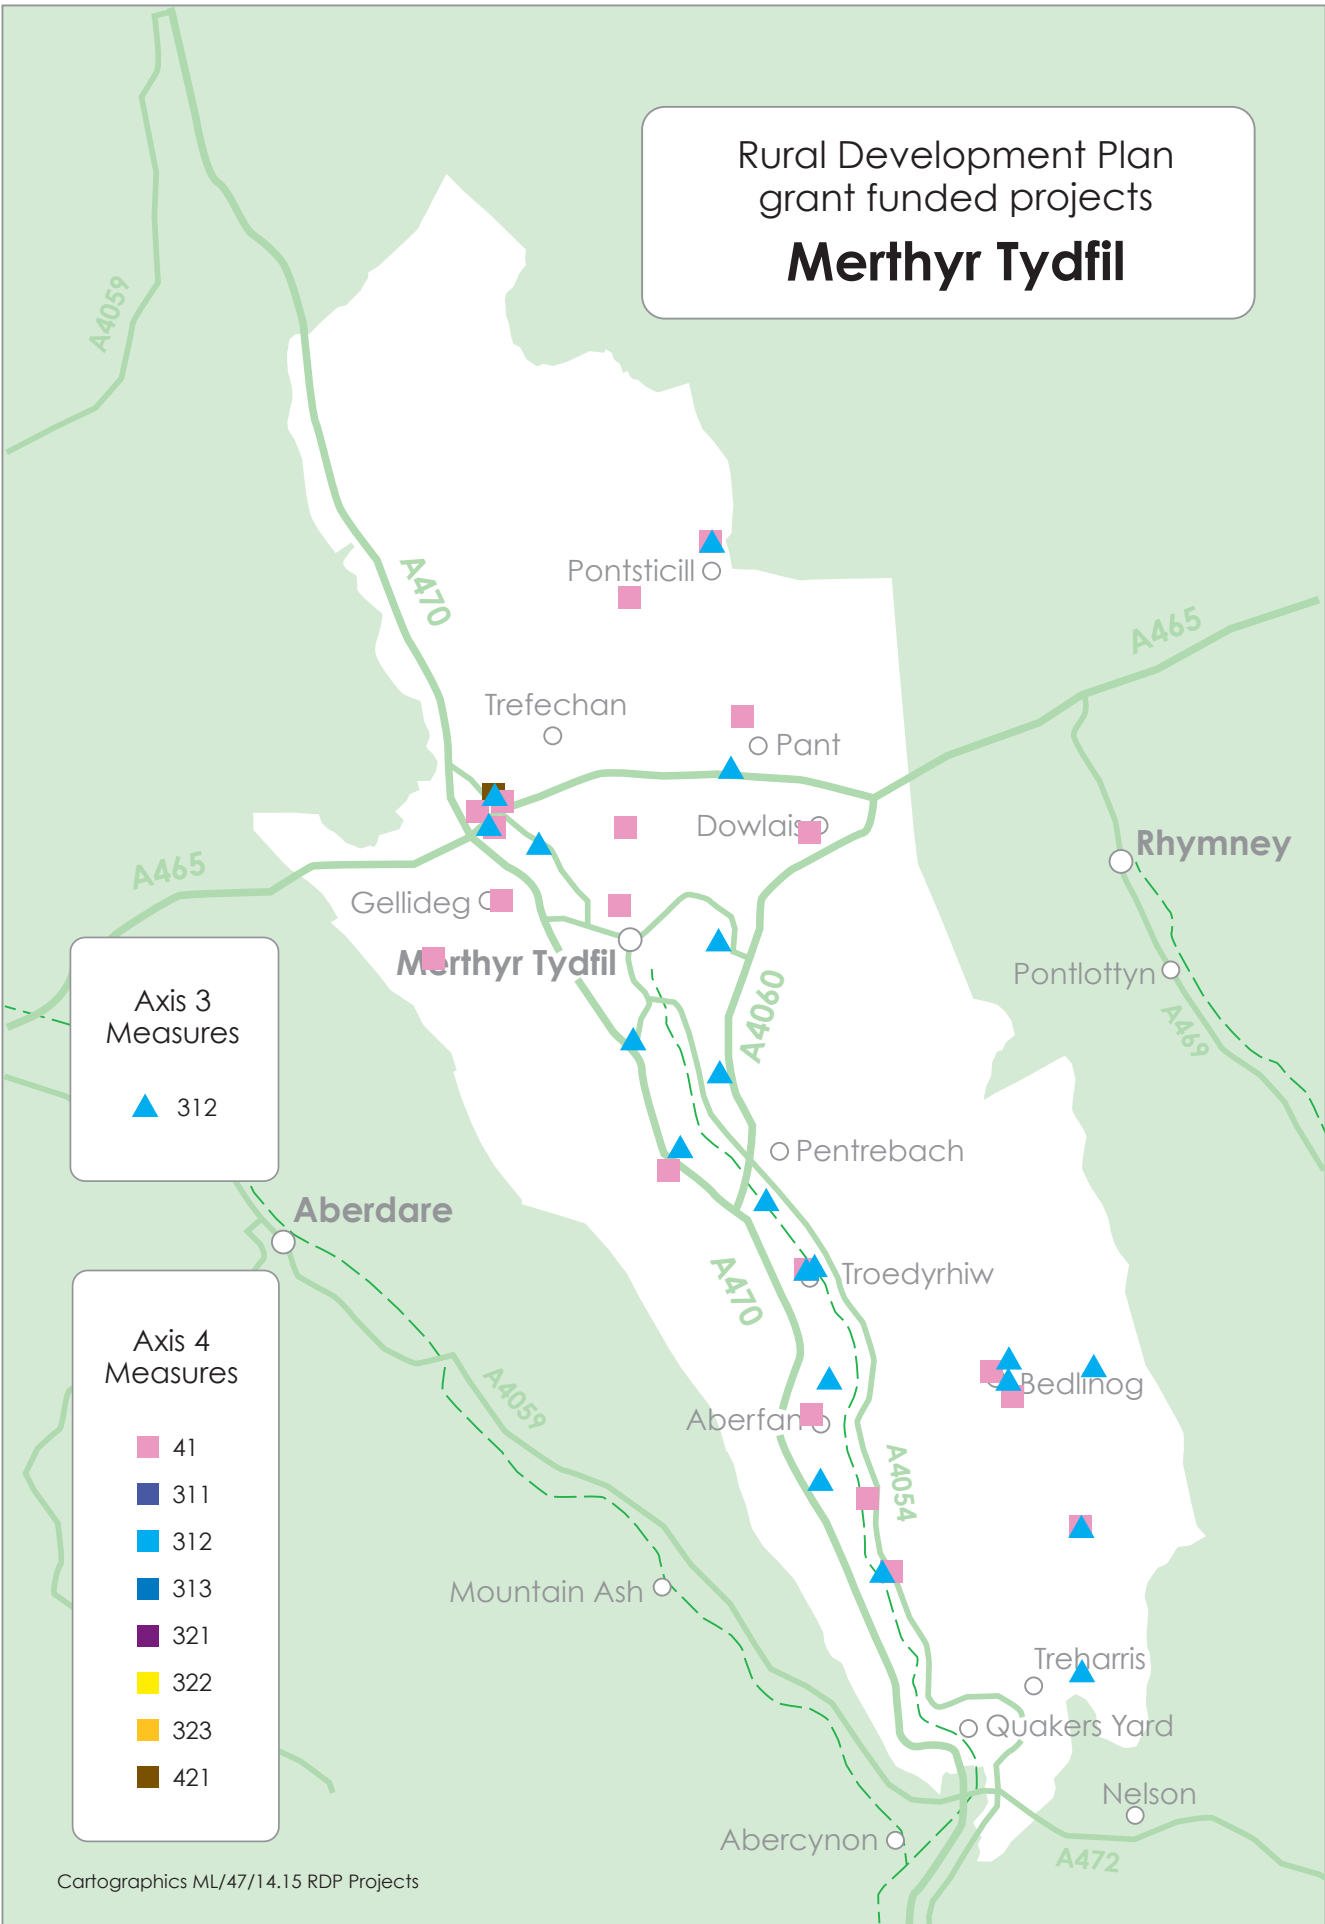 Rural Development Plan
grant funded projects
Merthyr Tydfil
A4059
A470
Pontsticill
A465
Trefechan
Pant
Dowlais
Rhymney
A465
Gellideg
Merthyr Tydfil
Pontlottyn
A4060
A469
Axis 3
Measures
312
Pentrebach
Aberdare
A470
Troedyrhiw
Axis 4
Measures
A4059
Bedlinog
Aberfan
A4054
41
311
312
313
321
322
323
421
Mountain Ash
Treharris
Quakers Yard
Nelson
Abercynon
A472
Cartographics ML/47/14.15 RDP Projects